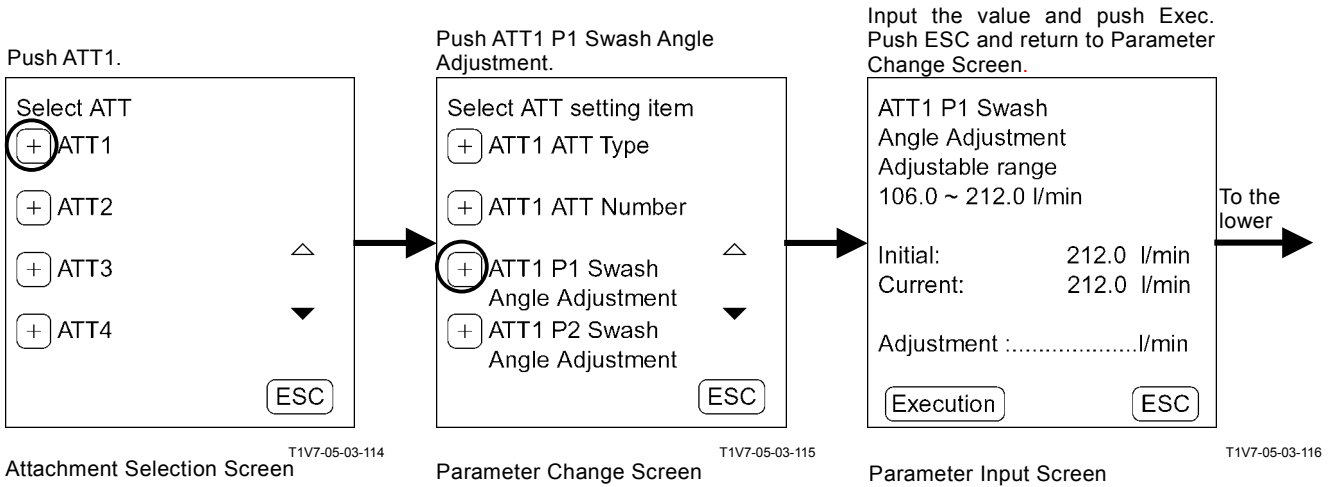 Push ATT1.
Select ATT
+ ATT1
+ ATT2
+ ATT3
+ ATT4
ESC
T1V7-05-03-114
Attachment Selection Screen
Push ATT1 P1 Swash Angle
Adjustment.
Select ATT setting item
+ ATT1 ATT Type
+ ATT1 ATT Number
+ ATT1 P1 Swash
Angle Adjustment
+ ATT1 P2 Swash
Angle Adjustment
ESC
T1V7-05-03-115
Parameter Change Screen
Input the value and push Exec.
Push ESC and return to Parameter
Change Screen.
ATT1 P1 Swash
Angle Adjustment
Adjustable range
106.0 ~ 212.0 l/min
Initial: 212.0 l/min
Current: 212.0 l/min
Adjustment :...................l/min
Execution ESC
T1V7-05-03-116
Parameter Input Screen
To the
lower